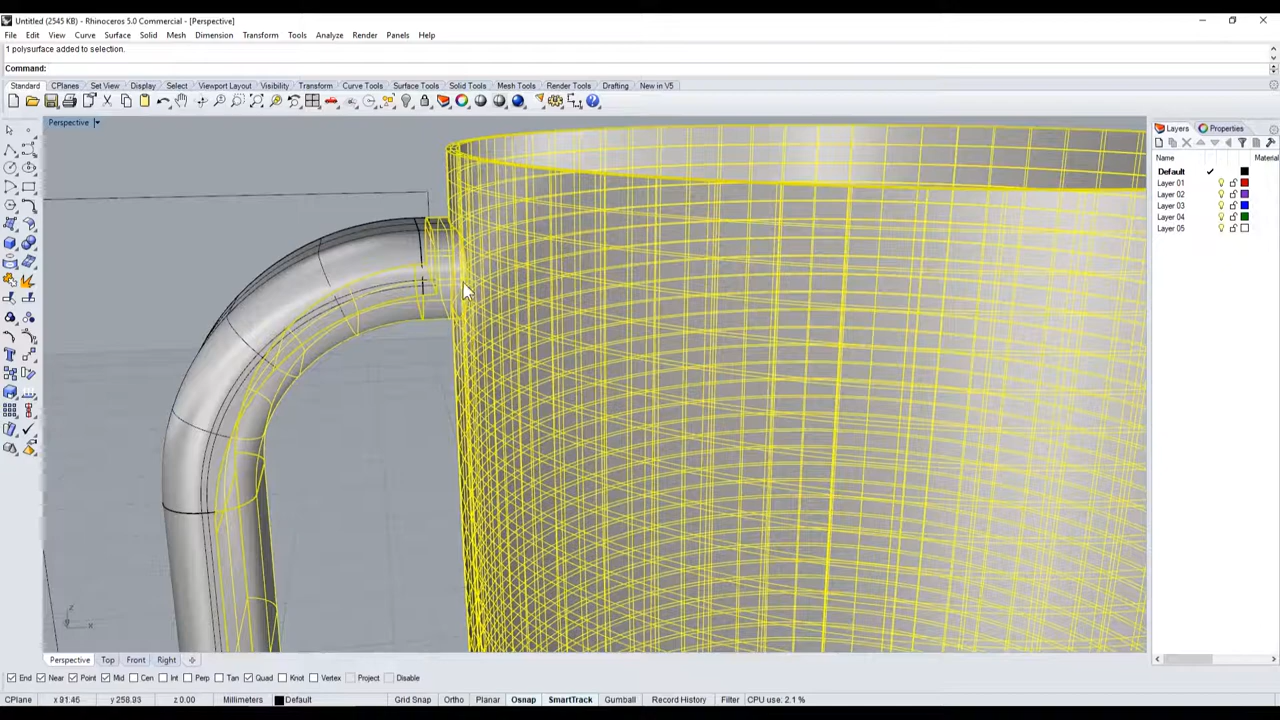 Untitled (2545 KB) - Rhinoceros 5.0 Commercial - [Perspective]
File Edit View Curve Surface Solid Mesh Dimension Transform Tools Analyze Render Panels Help
1 polysurface added to selection.
Command:
Standard CPlanes Set View Display Select Viewport Layout Visibility Transform Curve Tools Surface Tools Solid Tools Mesh Tools Render Tools Drafting New in V5
Perspective
Layers Properties
Name Material
Default
Layer 01
Layer 02
Layer 03
Layer 04
Layer 05
z
x
Perspective Top Front Right
End Near Point Mid Cen Int Perp Tan Quad Knot Vertex Project Disable
CPlane x 91.46 y 258.93 z 0.00 Millimeters Default Grid Snap Ortho Planar Osnap SmartTrack Gumball Record History Filter CPU use: 2.1 %